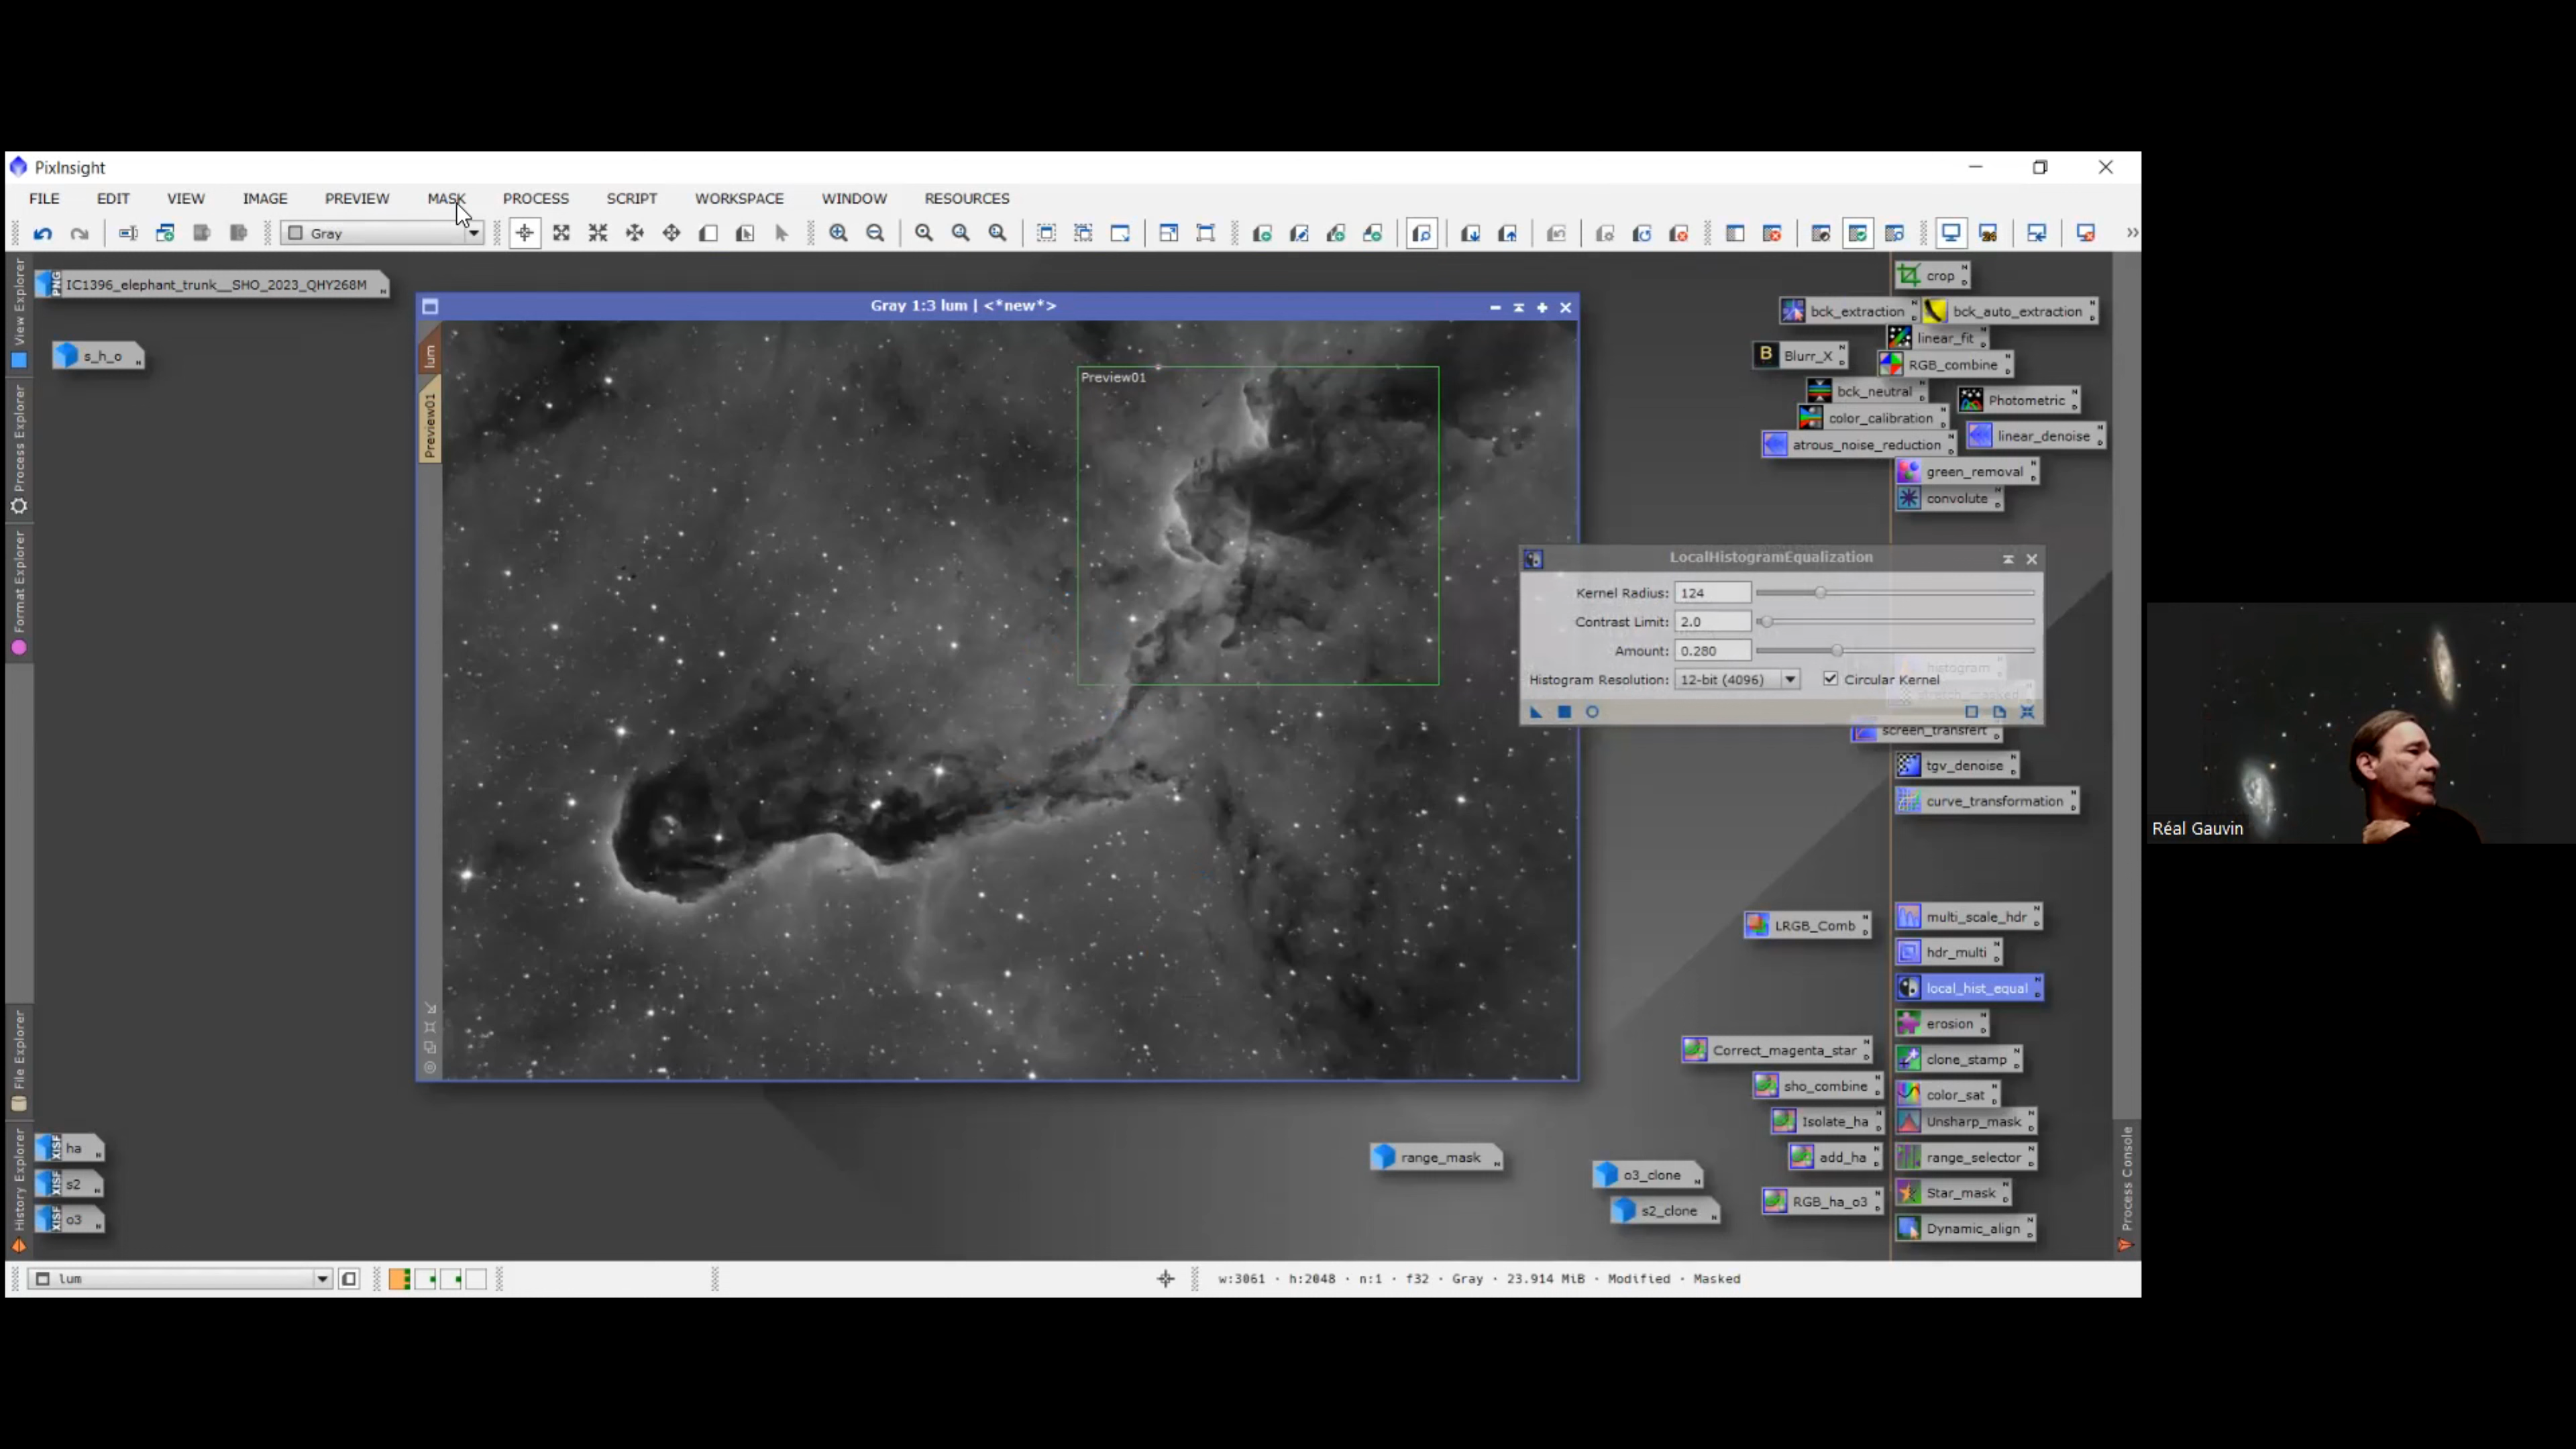 PixInsight
FILE EDIT VIEW IMAGE PREVIEW MASK PROCESS SCRIPT WORKSPACE WINDOW RESOURCES
Gray
View Explorer
Process Explorer
Format Explorer
File Explorer
History Explorer
PNG IC1396_elephant_trunk__SHO_2023_QHY268M
s_h_o
Gray 1:3 lum | <*new*>
lum
Preview01
Preview01
crop
bck_extraction
bck_auto_extraction
linear_fit
B Blurr_X
RGB_combine
bck_neutral
Photometric
color_calibration
linear_denoise
atrous_noise_reduction
green_removal
convolute
LocalHistogramEqualization
Kernel Radius: 124
Contrast Limit: 2.0
Amount: 0.280
Histogram Resolution: 12-bit (4096) Circular Kernel
histogram
screen_transfert
tgv_denoise
curve_transformation
multi_scale_hdr
LRGB_Comb
hdr_multi
local_hist_equal
erosion
Correct_magenta_star
clone_stamp
sho_combine
color_sat
Isolate_ha
Unsharp_mask
add_ha
range_selector
RGB_ha_o3
Star_mask
Dynamic_align
Process Console
range_mask
o3_clone
s2_clone
XISF ha
XISF s2
XISF o3
lum
w:3061 · h:2048 · n:1 · f32 · Gray · 23.914 MiB · Modified · Masked
Réal Gauvin